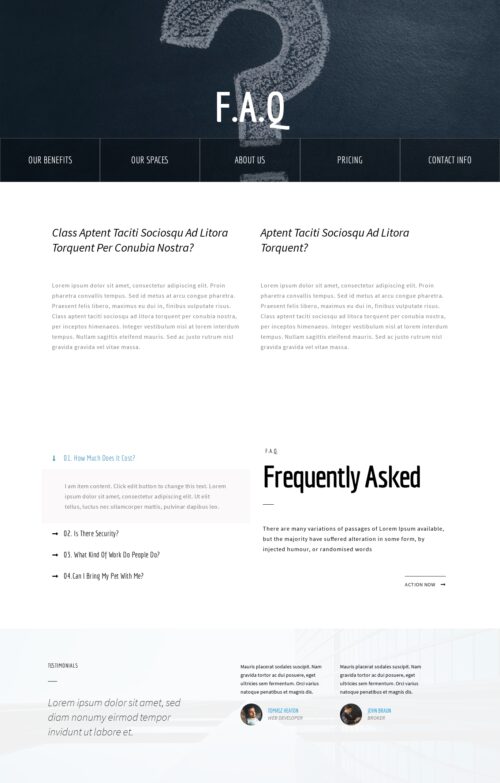 F.A.Q
OUR BENEFITS
OUR SPACES
ABOUT US
PRICING
CONTACT INFO
Class Aptent Taciti Sociosqu Ad Litora
Torquent Per Conubia Nostra?
Lorem ipsum dolor sit amet, consectetur adipiscing elit. Proin
pharetra convallis tempus. Sed id metus at arcu congue pharetra.
Praesent felis libero, maximus eu dui in, finibus vulputate risus.
Class aptent taciti sociosqu ad litora torquent per conubia nostra,
per inceptos himenaeos. Integer vestibulum nisl at lorem interdum
tempus. Nullam sagittis eleifend mauris. Sed ac justo sed nisl
gravida gravida vel vitae massa.
Aptent Taciti Sociosqu Ad Litora
Torquent?
Lorem ipsum dolor sit amet, consectetur adipiscing elit. Proin
pharetra convallis tempus. Sed id metus at arcu congue pharetra.
Praesent felis libero, maximus eu dui in, finibus vulputate risus.
Class aptent taciti sociosqu ad litora torquent per conubia nostra,
per inceptos himenaeos. Integer vestibulum nisl at lorem interdum
tempus. Nullam sagittis eleifend mauris. Sed ac justo sed nisl
gravida gravida vel vitae massa.
01. How Much Does It Cost?
I am item content. Click edit button to change this text. Lorem
ipsum dolor sit amet, consectetur adipiscing elit. Ut elit
tellus, luctus nec ullamcorper mattis, pulvinar dapibus leo.
02. Is There Security?
03. What Kind Of Work Do People Do?
04.Can I Bring My Pet With Me?
F.A.Q.
Frequently Asked
There are many variations of passages of Lorem Ipsum available,
but the majority have suffered alteration in some form, by
injected humour, or randomised words
ACTION NOW
TESTIMONIALS
Lorem ipsum dolor sit amet, sed
diam nonumy eirmod tempor
invidunt ut labore et.
Mauris placerat sodales suscipit. Nam
gravida tortor ac dui posuere, eget
ultricies sem fermentum. Orci varius
natoque penatibus et magnis dis.
TOMASZ HEATON
WEB DEVELOPER
Mauris placerat sodales suscipit. Nam
gravida tortor ac dui posuere, eget
ultricies sem fermentum. Orci varius
natoque penatibus et magnis dis.
JOHN BRAUN
BROKER